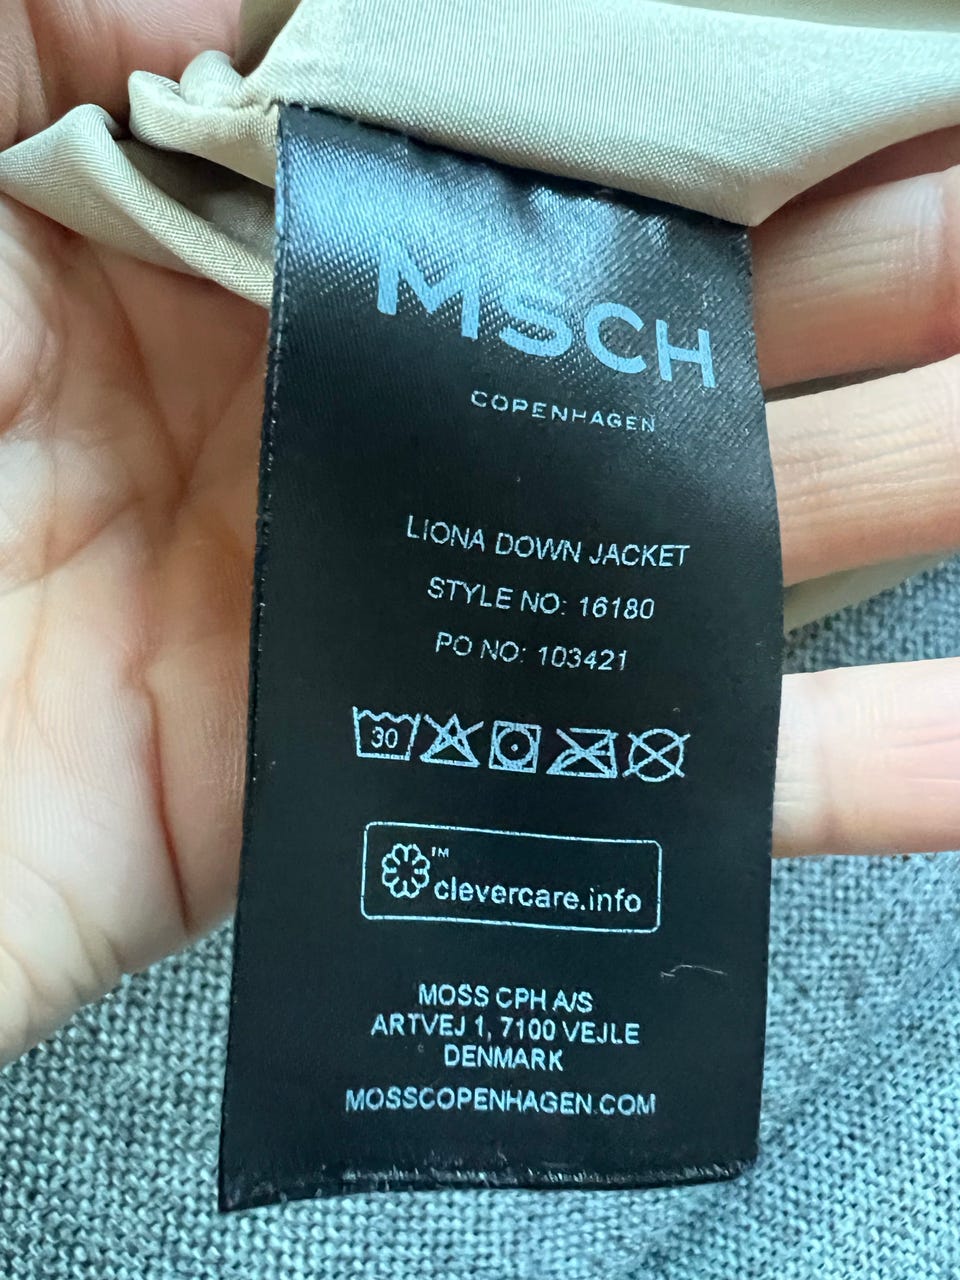 MSCH
COPENHAGEN
LIONA DOWN JACKET
STYLE NO: 16180
PO NO: 103421
30
™
clevercare.info
MOSS CPH A/S
ARTVEJ 1, 7100 VEJLE
DENMARK
MOSSCOPENHAGEN.COM